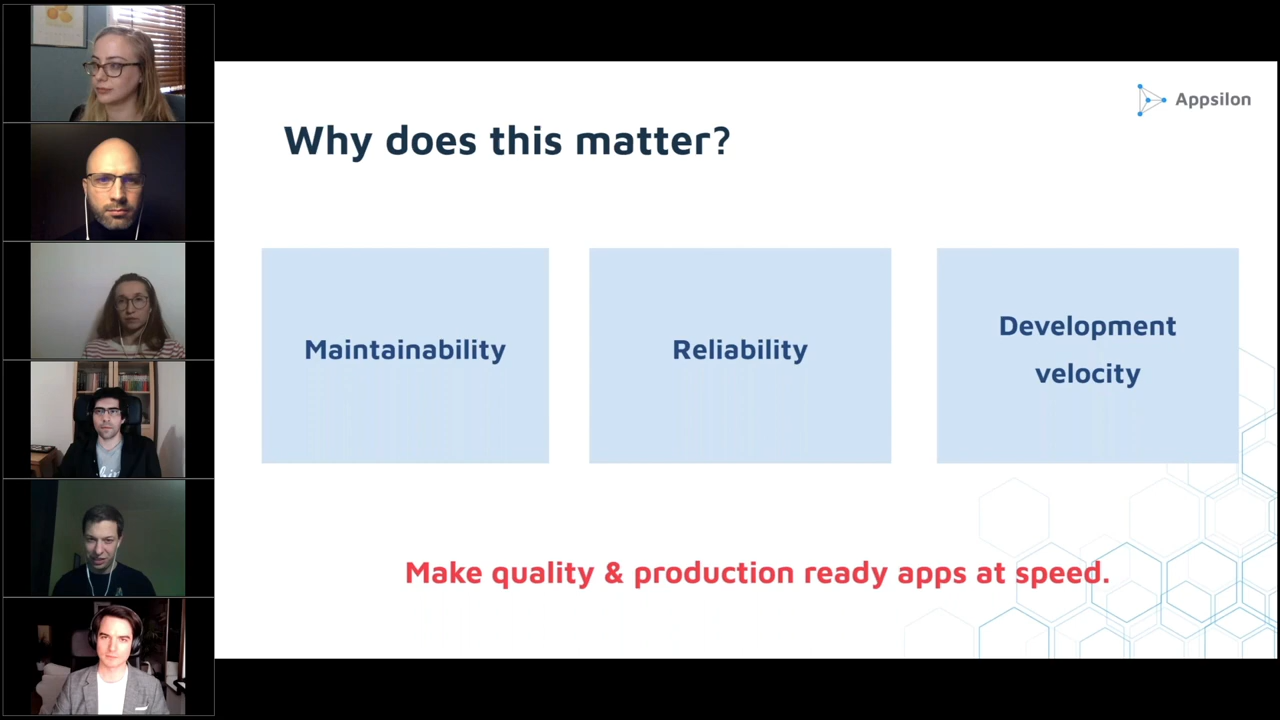 Appsilon
Why does this matter?
Maintainability
Reliability
Development
velocity
Make quality & production ready apps at speed.